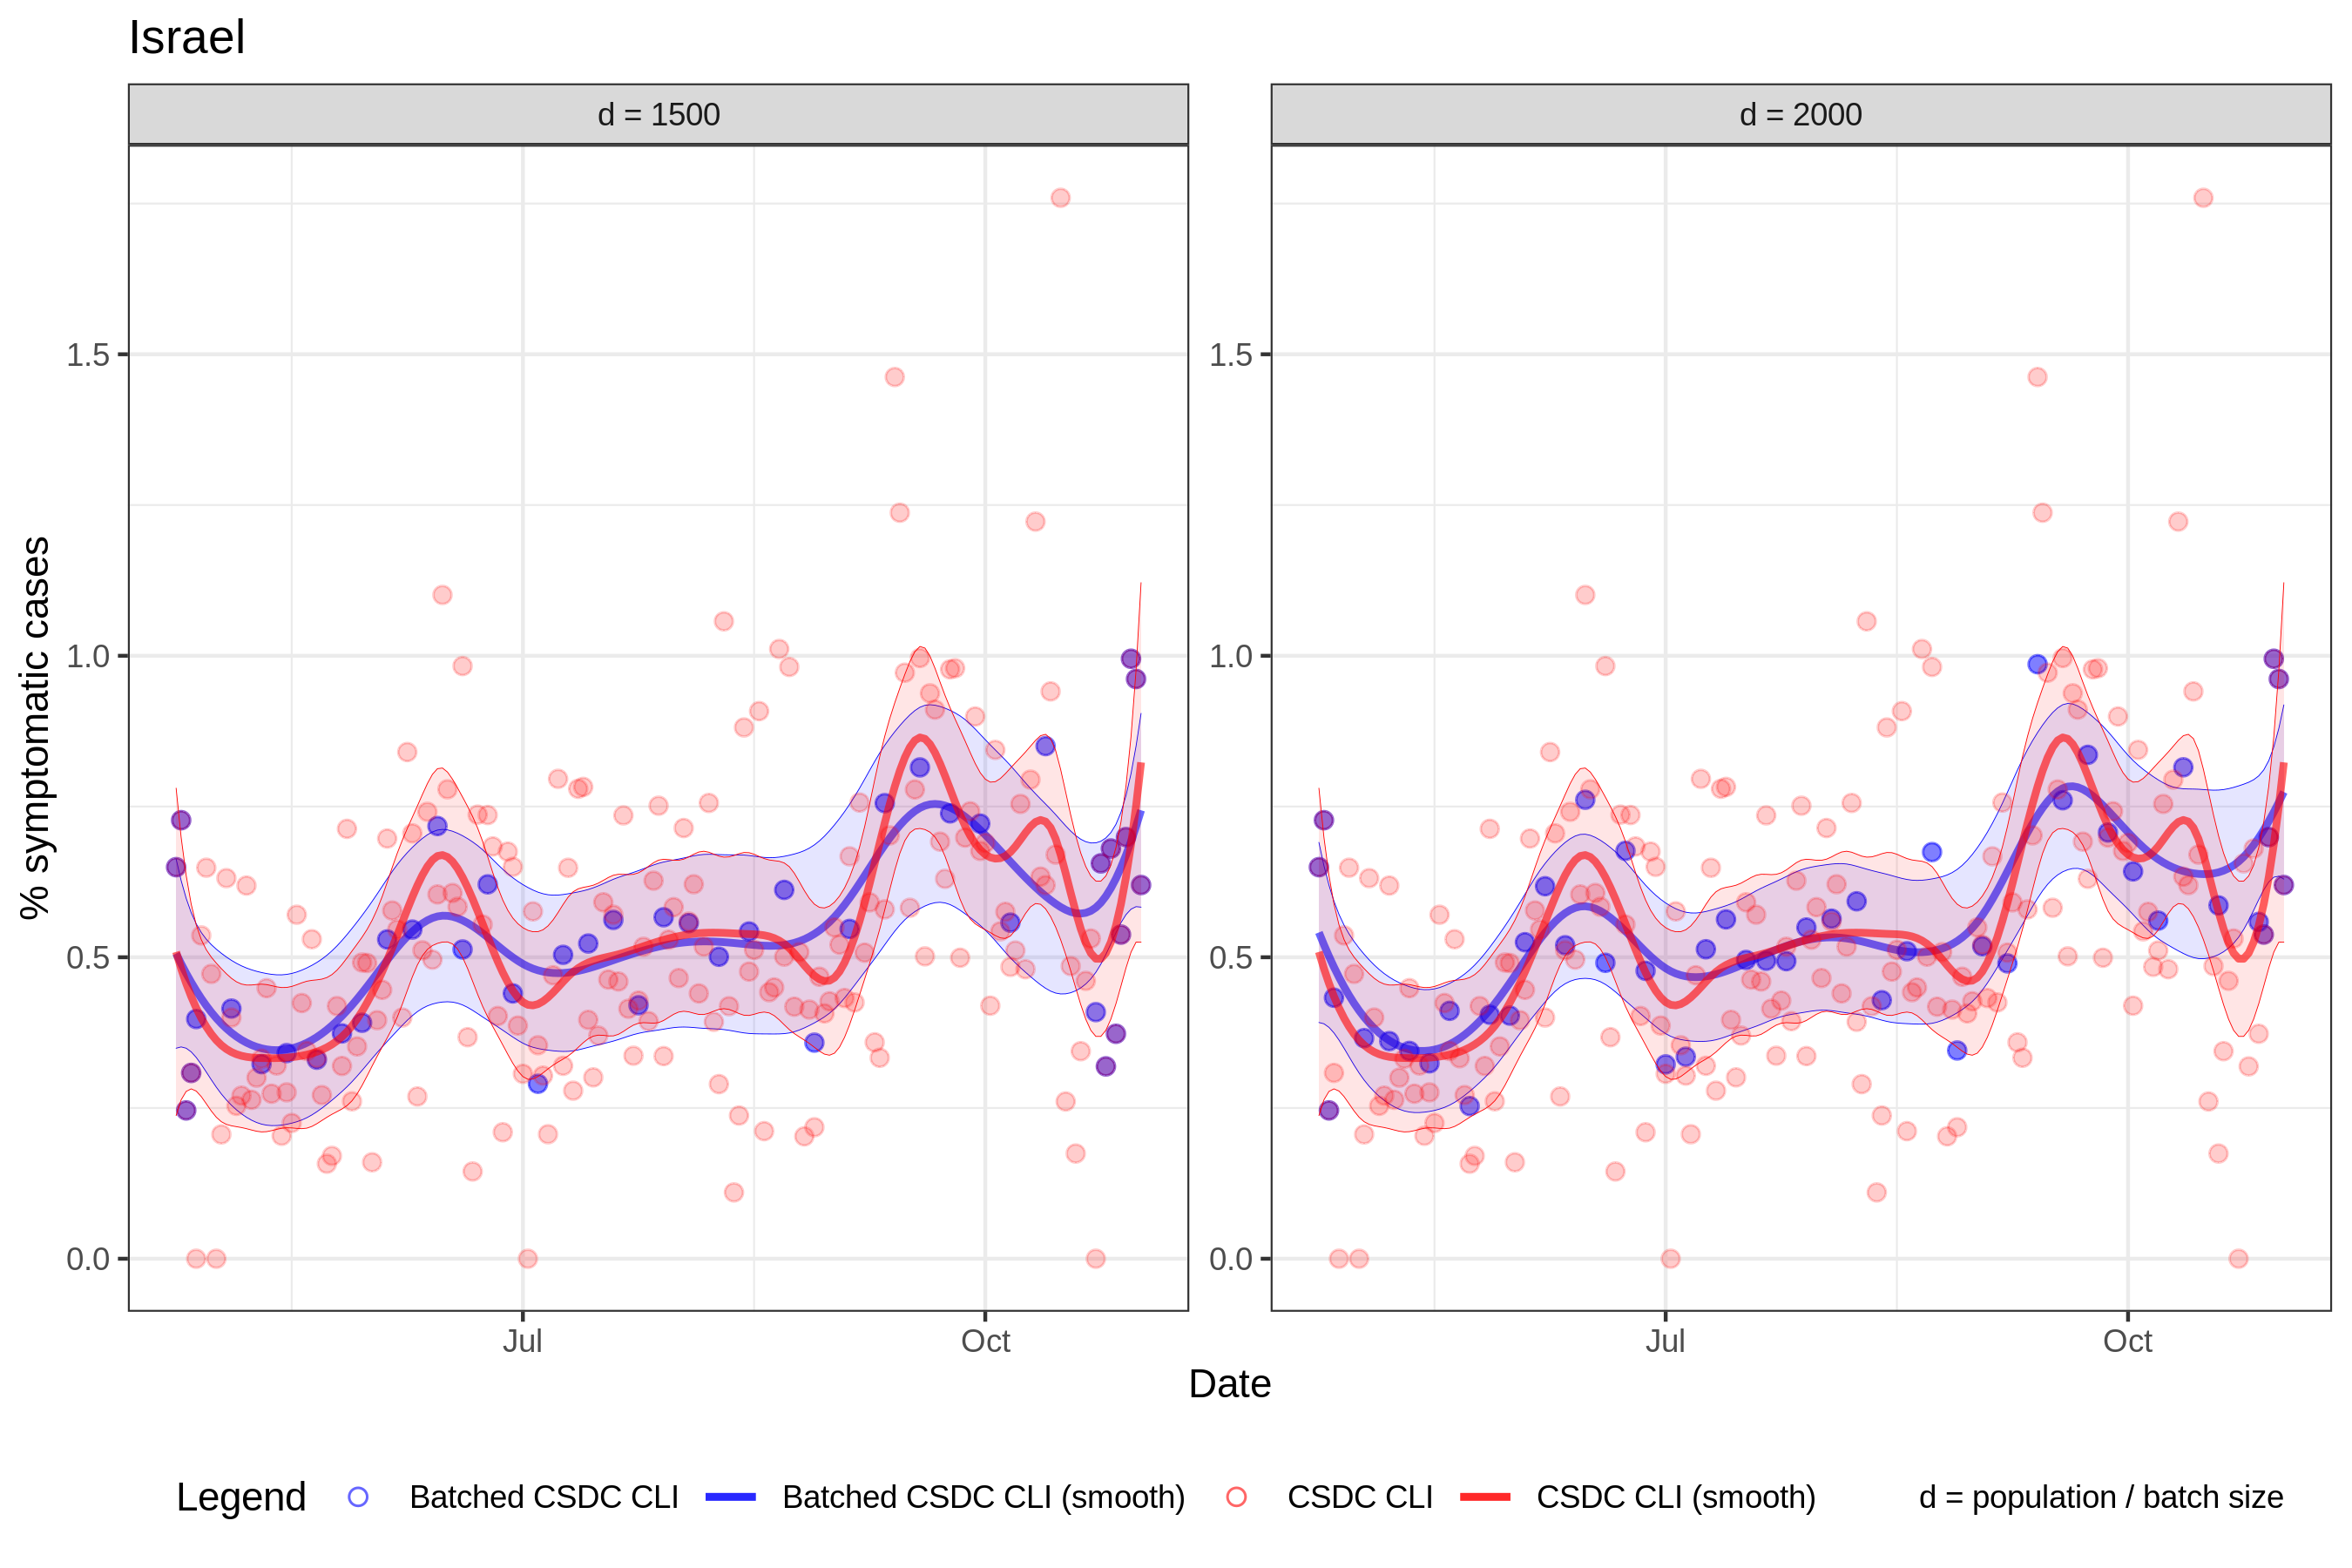 Israel
d = 1500
d = 2000
% symptomatic cases
1.5
1.0
0.5
0.0
1.5
1.0
0.5
0.0
Jul
Oct
Jul
Oct
Date
Legend
Batched CSDC CLI
Batched CSDC CLI (smooth)
CSDC CLI
CSDC CLI (smooth)
d = population / batch size